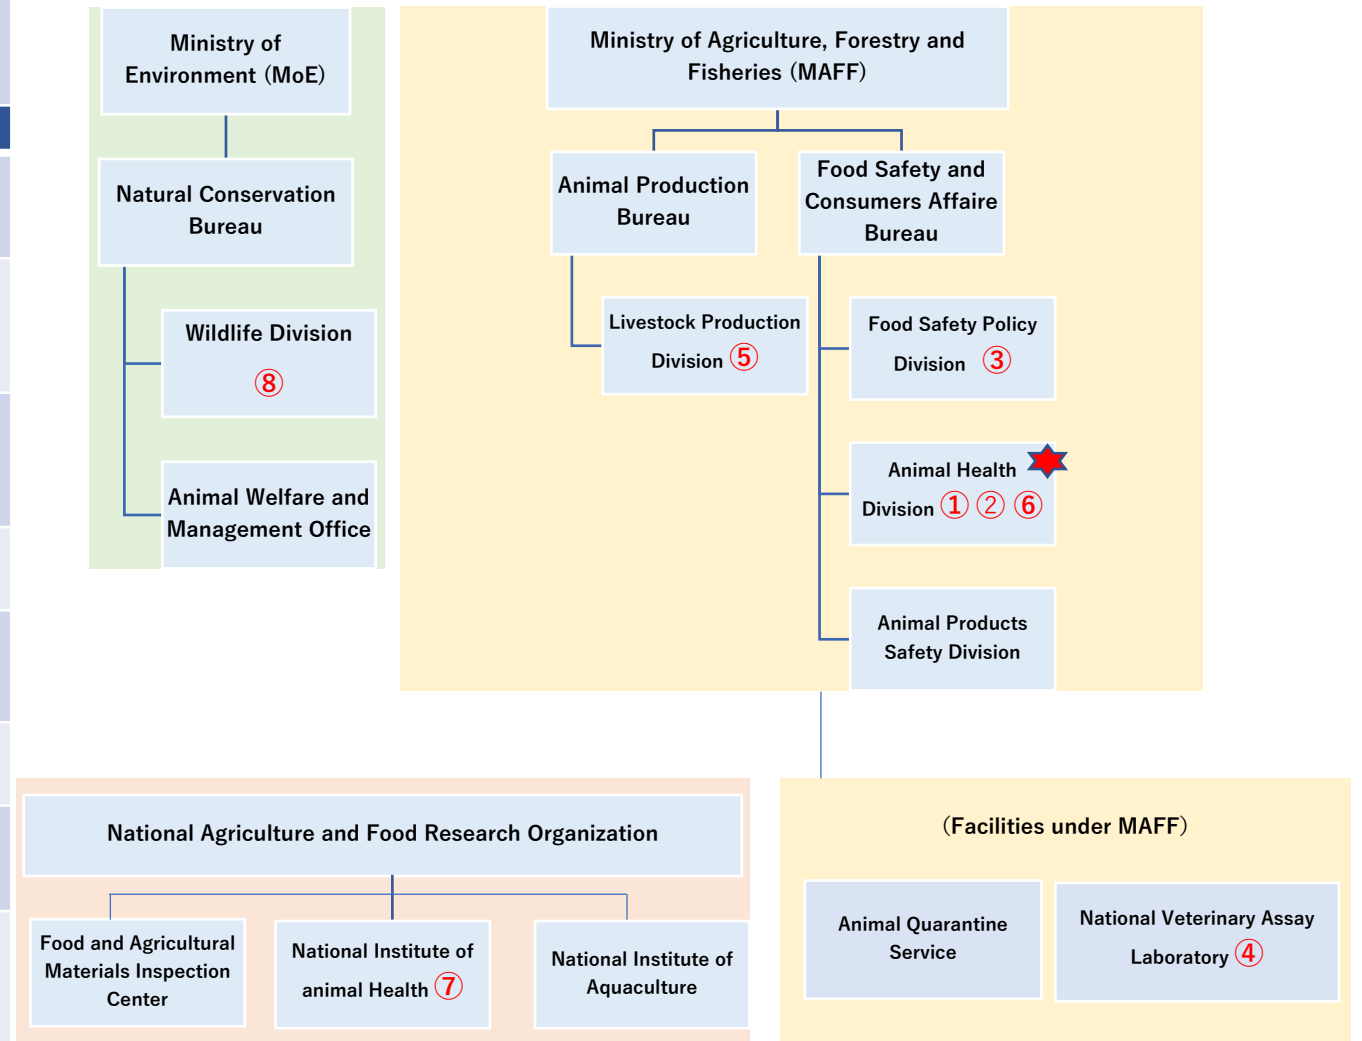 Ministry of
Environment (MoE)
Natural Conservation
Bureau
Wildlife Division
⑧
Animal Welfare and
Management Office
Ministry of Agriculture, Forestry and
Fisheries (MAFF)
Animal Production
Bureau
Livestock Production
Division ⑤
Food Safety and
Consumers Affaire
Bureau
Food Safety Policy
Division ③
Animal Health
Division ① ② ⑥
Animal Products
Safety Division
National Agriculture and Food Research Organization
Food and Agricultural
Materials Inspection
Center
National Institute of
animal Health ⑦
National Institute of
Aquaculture
(Facilities under MAFF)
Animal Quarantine
Service
National Veterinary Assay
Laboratory ④